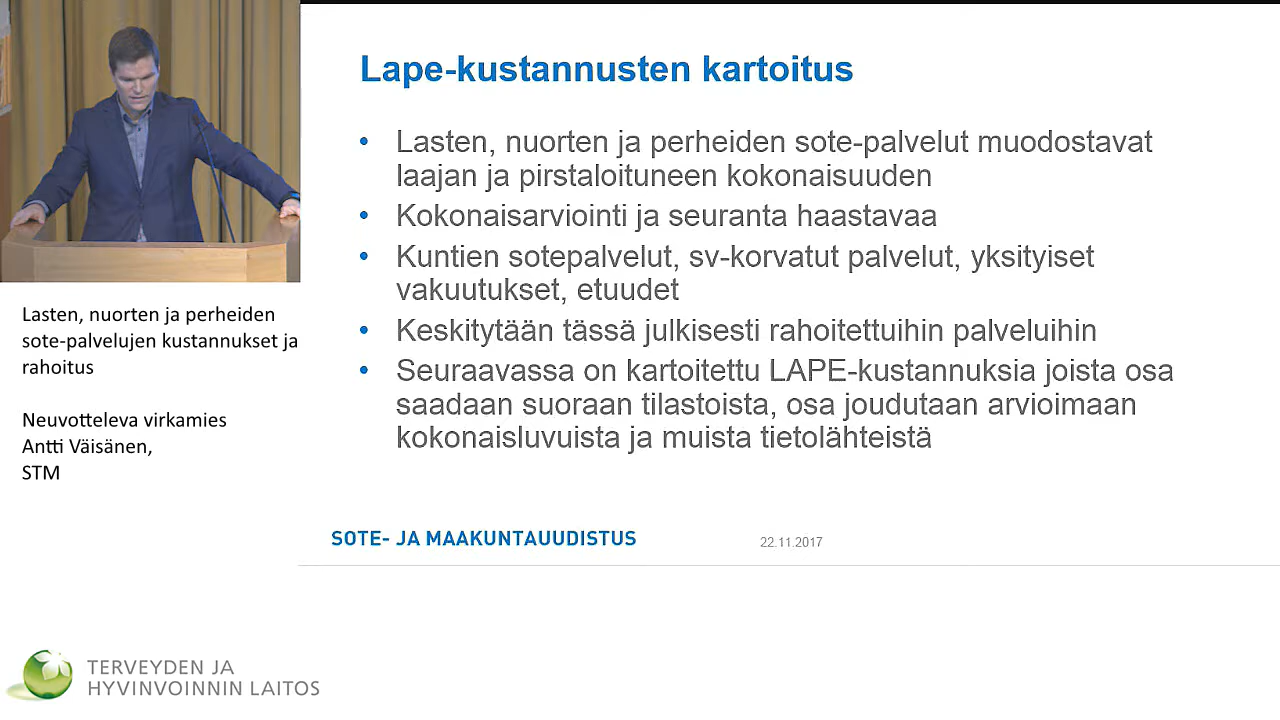 Lape-kustannusten kartoitus
• Lasten, nuorten ja perheiden sote-palvelut muodostavat
laajan ja pirstaloituneen kokonaisuuden
• Kokonaisarviointi ja seuranta haastavaa
• Kuntien sotepalvelut, sv-korvatut palvelut, yksityiset
vakuutukset, etuudet
• Keskitytään tässä julkisesti rahoitettuihin palveluihin
• Seuraavassa on kartoitettu LAPE-kustannuksia joista osa
saadaan suoraan tilastoista, osa joudutaan arvioimaan
kokonaisluvuista ja muista tietolähteistä
SOTE- JA MAAKUNTAUUDISTUS
22.11.2017
Lasten, nuorten ja perheiden
sote-palvelujen kustannukset ja
rahoitus
Neuvotteleva virkamies
Antti Väisänen,
STM
TERVEYDEN JA
HYVINVOINNIN LAITOS